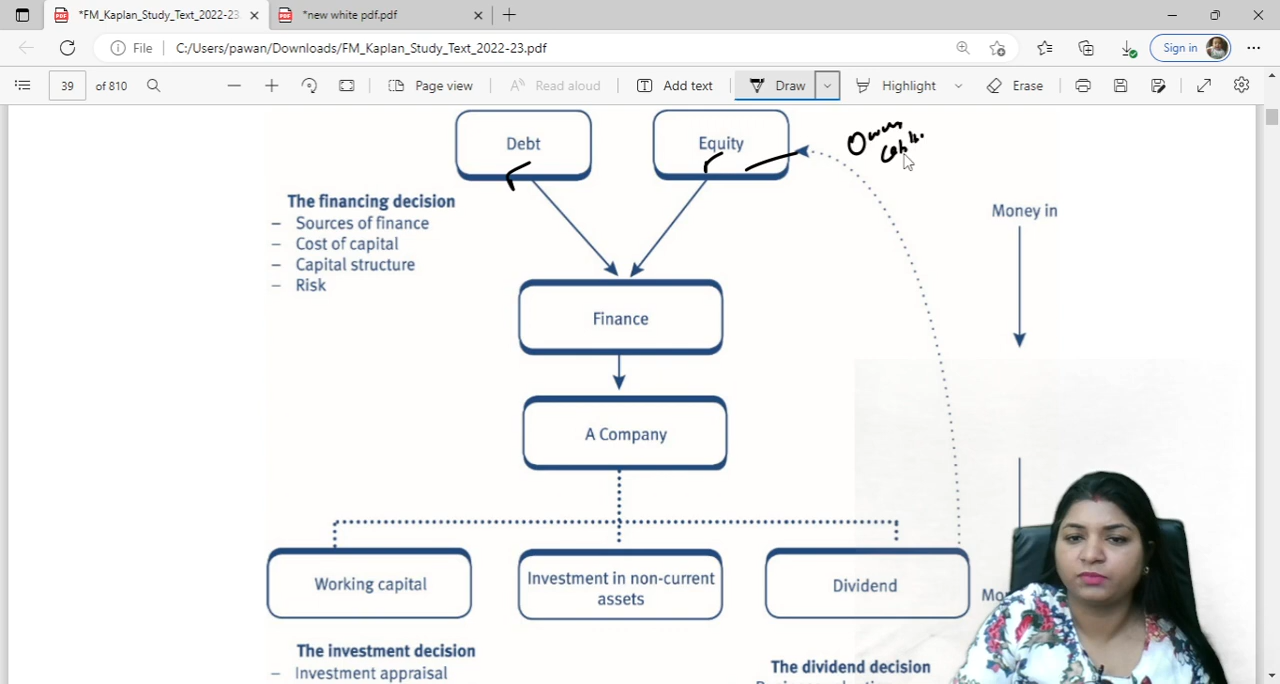 *FM_Kaplan_Study_Text_2022-23
*new white pdf.pdf
File
C:/Users/pawan/Downloads/FM_Kaplan_Study_Text_2022-23.pdf
Sign in
39 of 810
Page view
Read aloud
Add text
Draw
Highlight
Erase
Debt
Equity
The financing decision
– Sources of finance
– Cost of capital
– Capital structure
– Risk
Money in
Finance
A Company
Working capital
Investment in non-current
assets
Dividend
The investment decision
– Investment appraisal
The dividend decision